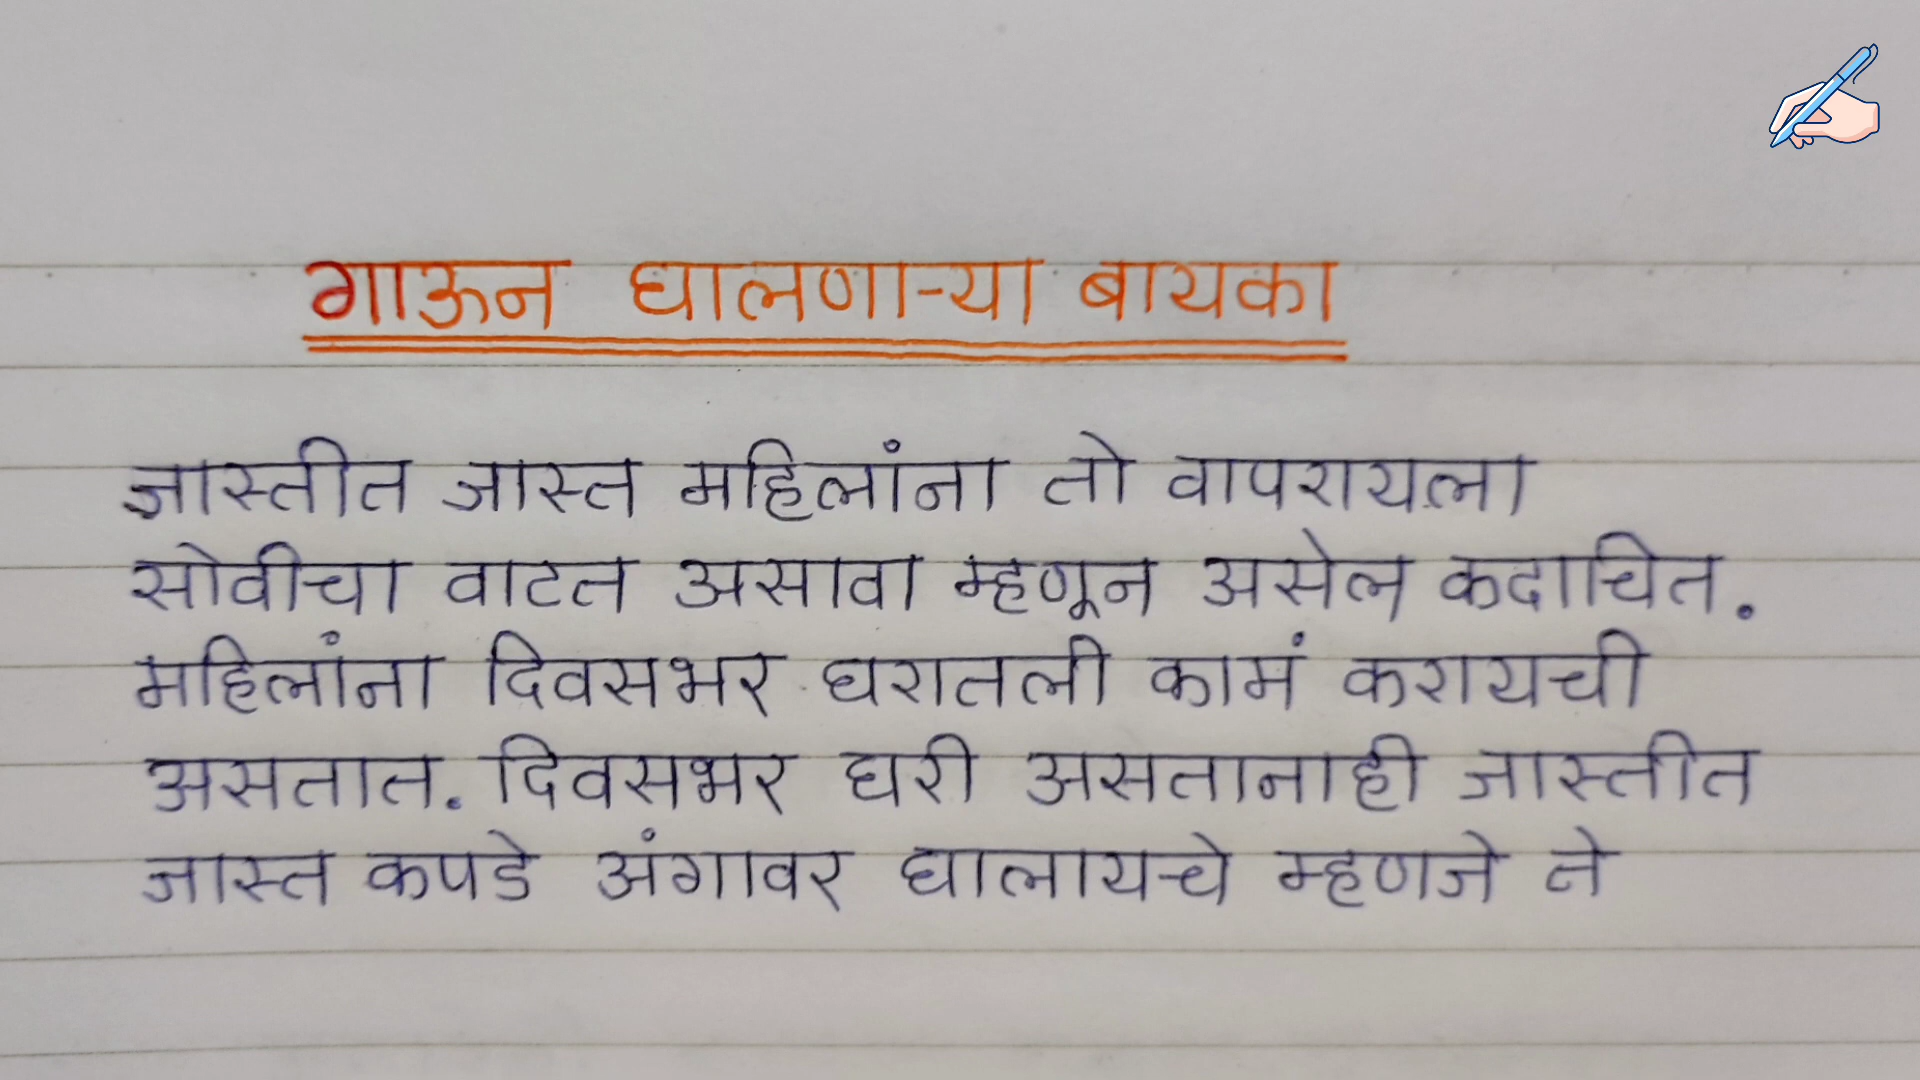 गाऊन घालणाऱ्या बायका
जास्तीत जास्त महिलांना तो वापरायला
सोवीचा वाटत असावा म्हणून असेल कदाचित.
महिलांना दिवसभर घरातली कामं करायची
असतात. दिवसभर घरी असतानाही जास्तीत
जास्त कपडे अंगावर घालायचे म्हणजे ते